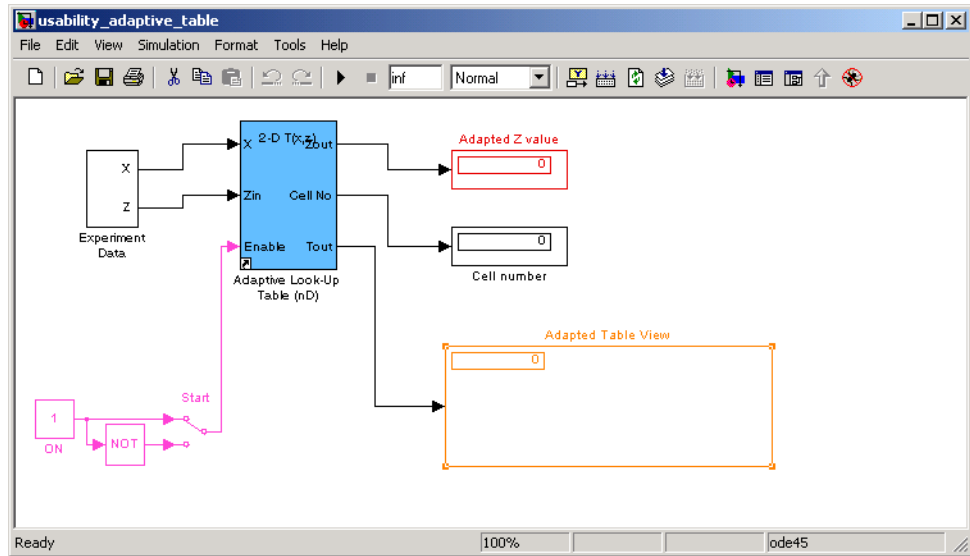 usability_adaptive_table
File Edit View Simulation Format Tools Help
inf Normal
X
Z
Experiment
Data
2-D T(x,z)
X Zout
Zin Cell No
Enable Tout
Adaptive Look-Up
Table (nD)
Adapted Z value
0
0
Cell number
Adapted Table View
0
Start
1
ON
NOT
Ready 100% ode45